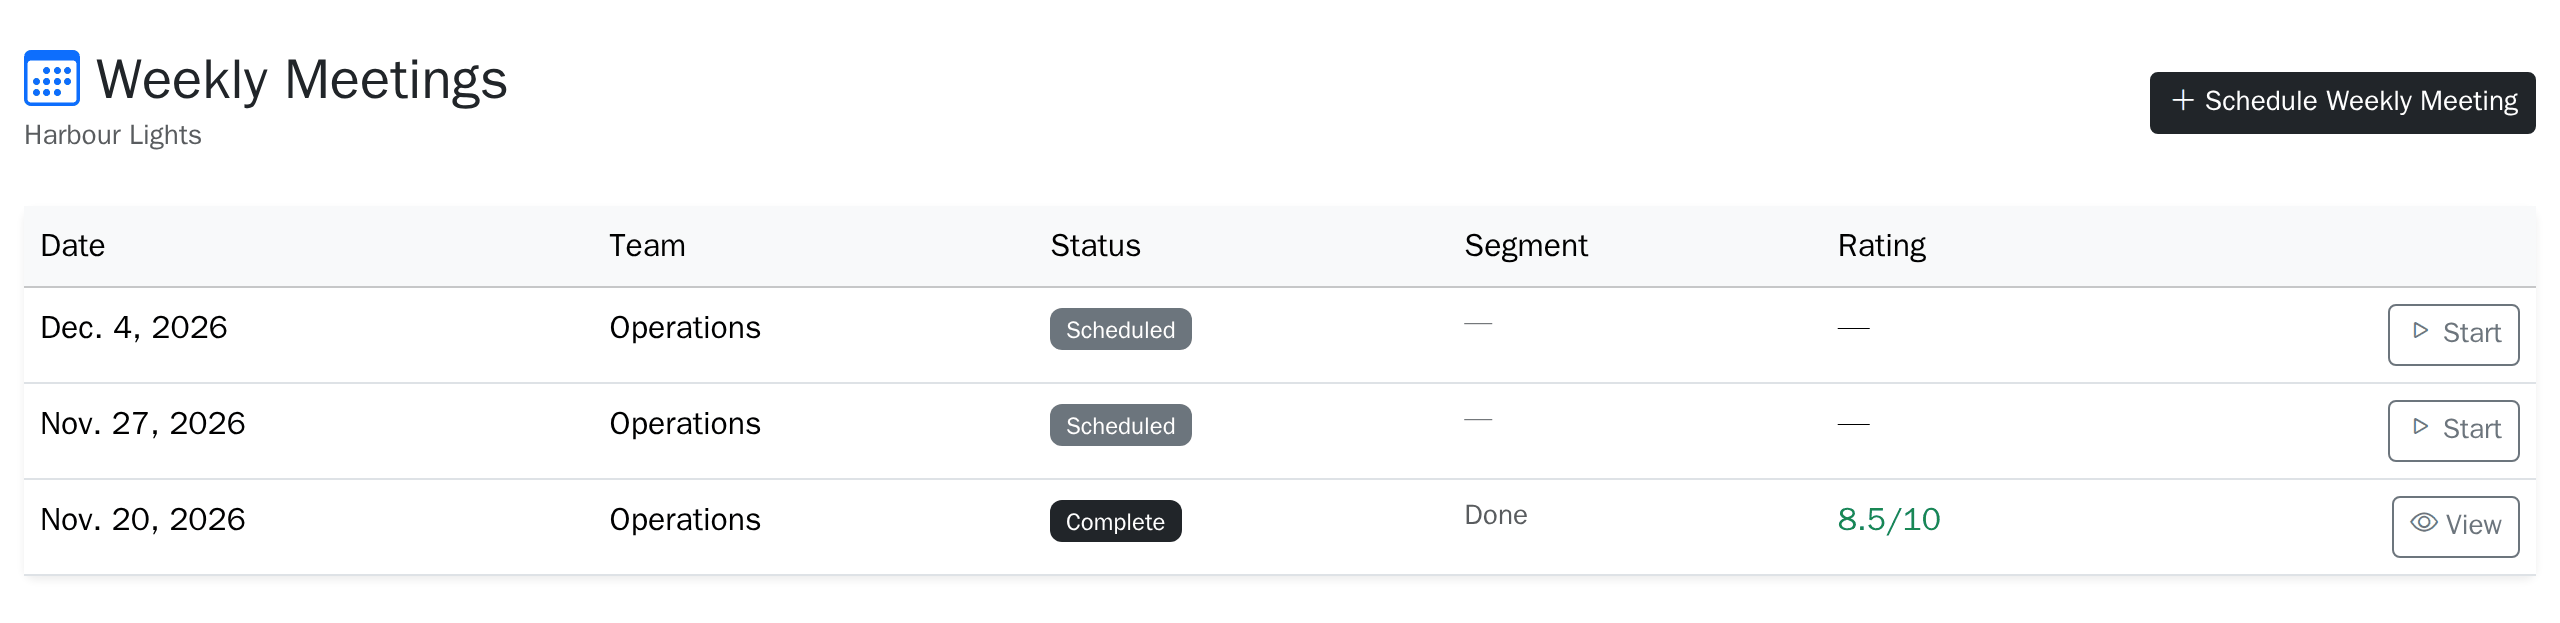 Weekly Meetings
Harbour Lights
+ Schedule Weekly Meeting
Date Team Status Segment Rating
Dec. 4, 2026 Operations Scheduled — — Start
Nov. 27, 2026 Operations Scheduled — — Start
Nov. 20, 2026 Operations Complete Done 8.5/10 View